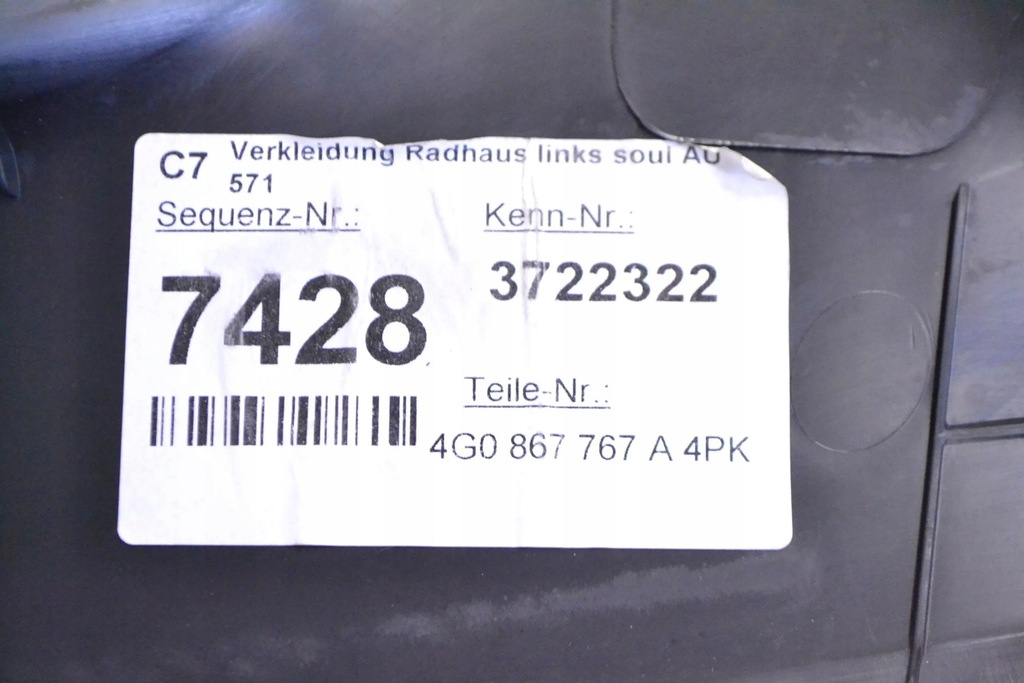 C7 Verkleidung Radhaus links soul AU
571
Sequenz-Nr.: Kenn-Nr.:
7428 3722322
Teile-Nr.:
4G0 867 767 A 4PK